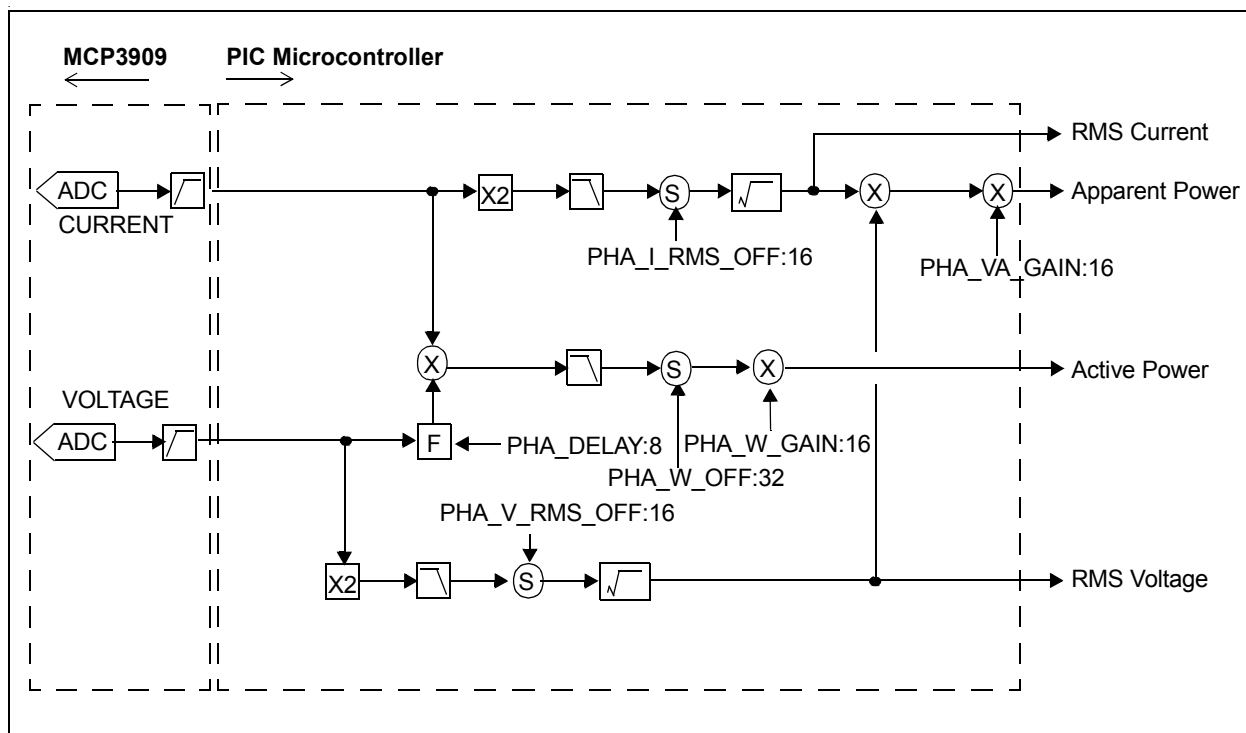 MCP3909 PIC Microcontroller
RMS Current
ADC X2 S √ X X Apparent Power
CURRENT
PHA_I_RMS_OFF:16 PHA_VA_GAIN:16
X S X Active Power
VOLTAGE
ADC F PHA_DELAY:8 PHA_W_GAIN:16
PHA_W_OFF:32
PHA_V_RMS_OFF:16
X2 S √ RMS Voltage